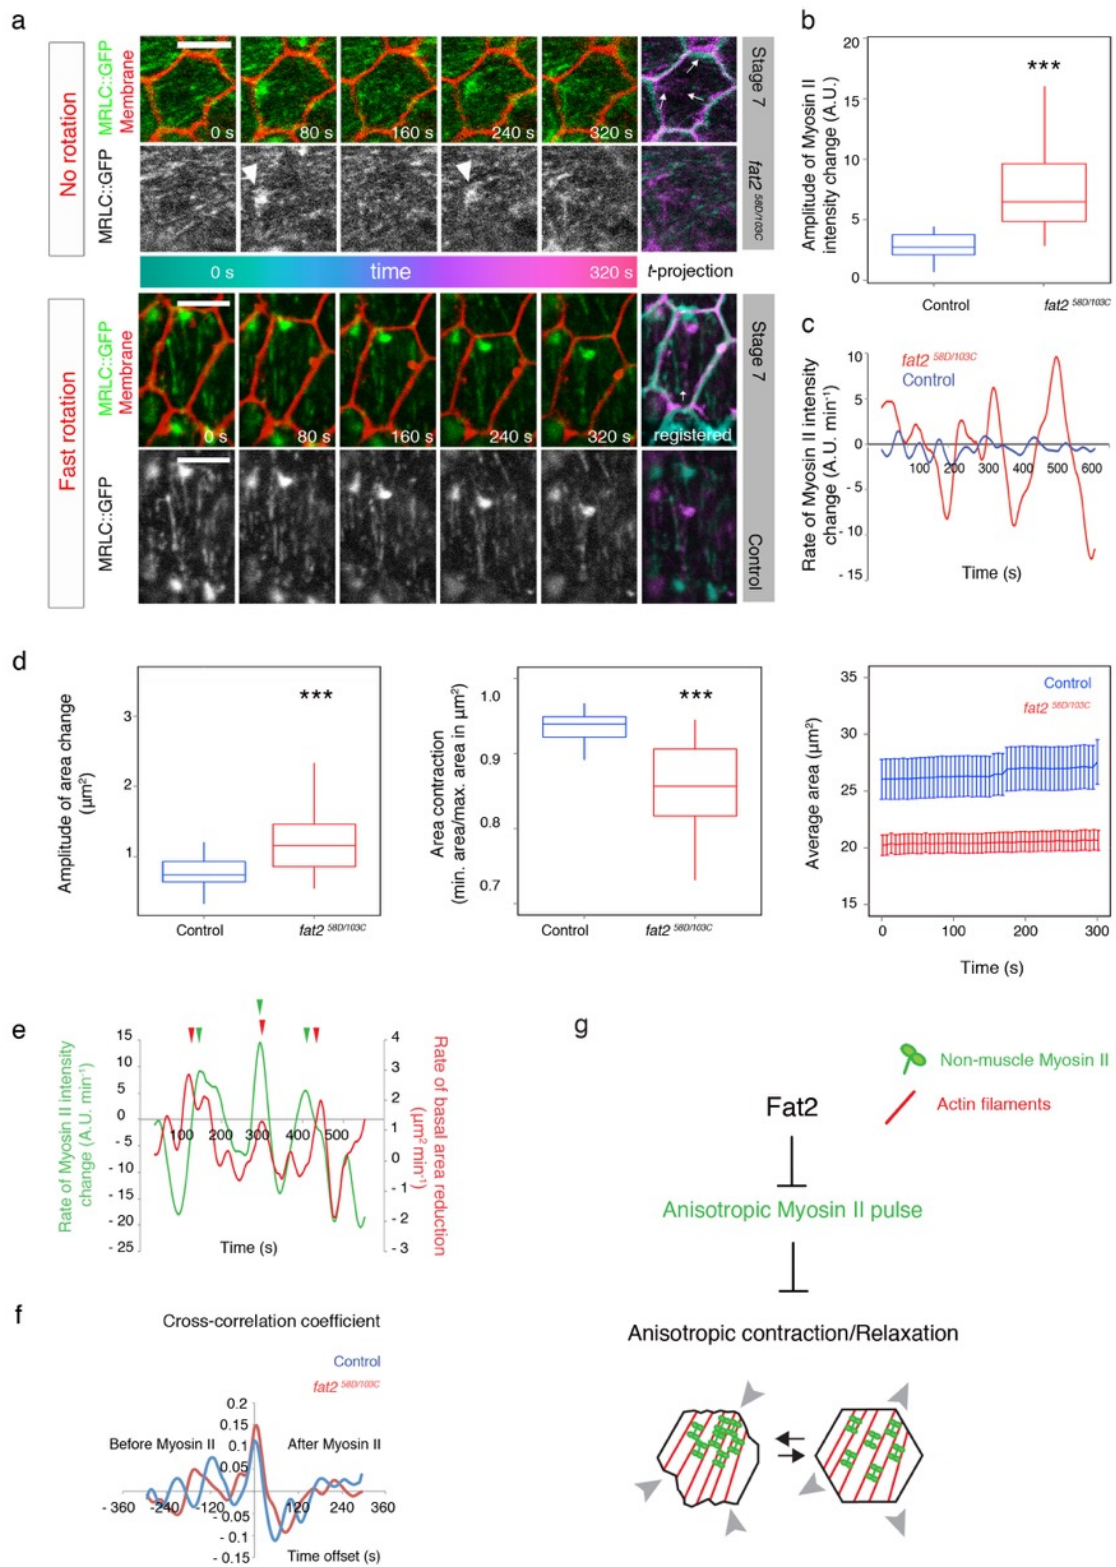 a
No rotation
MRLC::GFP
Membrane
0 s
80 s
160 s
240 s
320 s
Stage 7
MRLC::GFP
fat2 58D/103C
0 s
time
320 s
t-projection
Fast rotation
MRLC::GFP
Membrane
0 s
80 s
160 s
240 s
320 s
registered
Stage 7
MRLC::GFP
Control
b
Amplitude of Myosin II
intensity change (A.U.)
20
15
10
5
0
***
Control
fat2 58D/103C
c
Rate of Myosin II intensity
change (A.U. min⁻¹)
fat2 58D/103C
Control
10
5
0
- 5
- 10
- 15
100 200 300 400 500 600
Time (s)
d
Amplitude of area change
(µm²)
3
2
1
***
Control
fat2 58D/103C
Area contraction
(min. area/max. area in µm²)
1.0
0.9
0.8
0.7
***
Control
fat2 58D/103C
Average area (µm²)
35
30
25
20
15
Control
fat2 58D/103C
0 100 200 300
Time (s)
e
Rate of Myosin II intensity
change (A.U. min⁻¹)
15
10
5
0
- 5
- 10
- 15
- 20
- 25
100 200 300 400 500
Time (s)
4
3
2
1
0
- 1
- 2
- 3
Rate of basal area reduction
(µm² min⁻¹)
f
Cross-correlation coefficient
Control
fat2 58D/103C
Before Myosin II
After Myosin II
0.2
0.15
0.1
0.05
0
- 0.05
- 0.1
- 0.15
- 360 -240 -120 120 240 360
Time offset (s)
g
Non-muscle Myosin II
Actin filaments
Fat2
Anisotropic Myosin II pulse
Anisotropic contraction/Relaxation